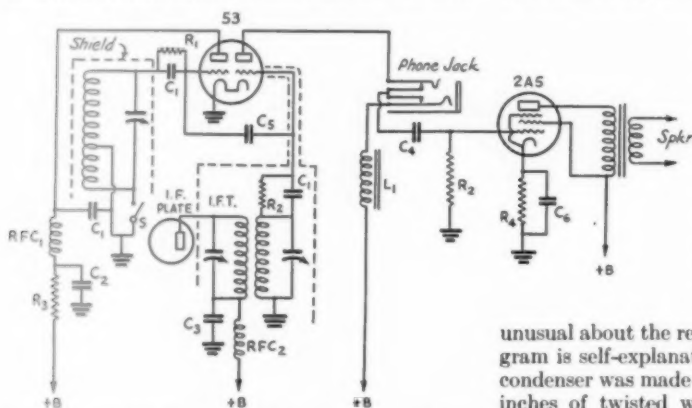 53
Shield
R1
C1
C5
Phone Jack
2A5
Spkr
C4
R2
L1
R4
C6
+B
C1
S
I.F. PLATE
I.F.T.
R2
C1
RFC1
C2
R3
C3
RFC2
+B
+B
+B
unusual about the re
gram is self-explanat
condenser was made
inches of twisted w